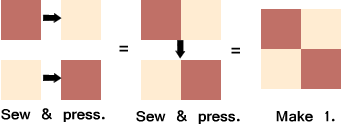 = =
Sew & press. Sew & press. Make 1.